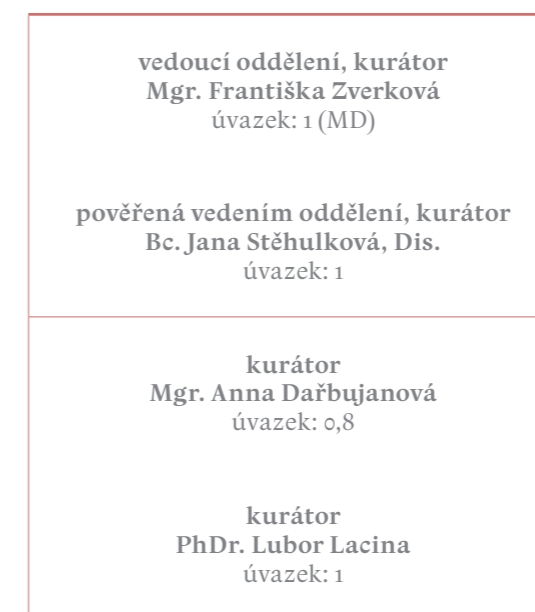 vedoucí oddělení, kurátor
Mgr. Františka Zverková
úvazek: 1 (MD)
pověřená vedením oddělení, kurátor
Bc. Jana Stěhulková, Dis.
úvazek: 1
kurátor
Mgr. Anna Dařbujanová
úvazek: 0,8
kurátor
PhDr. Lubor Lacina
úvazek: 1